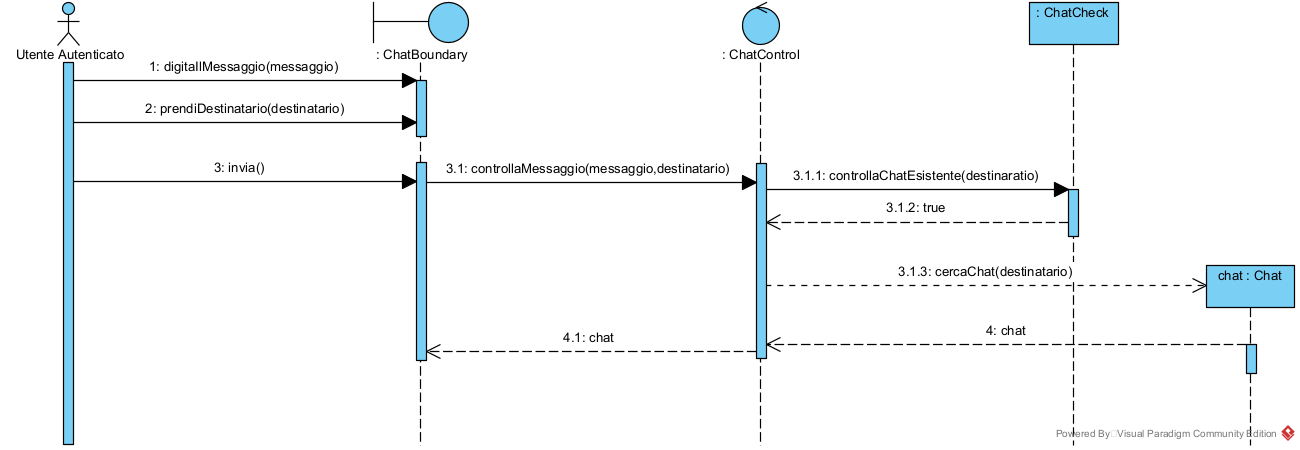 : ChatCheck
Utente Autenticato
: ChatBoundary
: ChatControl
1: digitaIlMessaggio(messaggio)
2: prendiDestinatario(destinatario)
3: invia()
3.1: controllaMessaggio(messaggio,destinatario)
3.1.1: controllaChatEsistente(destinaratio)
3.1.2: true
3.1.3: cercaChat(destinatario)
chat : Chat
4: chat
4.1: chat
Powered By Visual Paradigm Community Edition